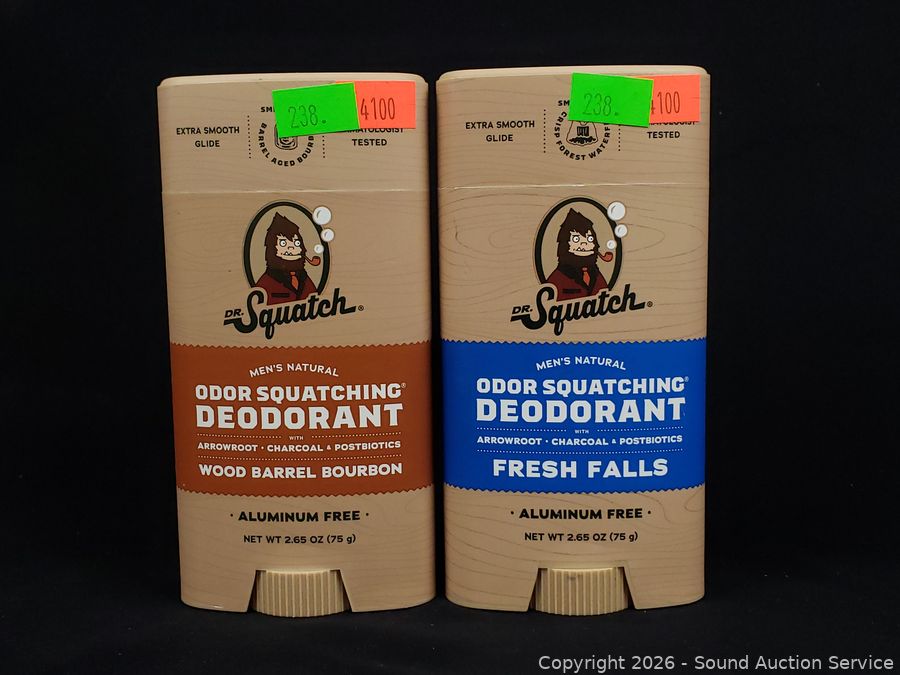 238.
4100
EXTRA SMOOTH
GLIDE
BARREL AGED
TESTED
DR. Squatch®
MEN'S NATURAL
ODOR SQUATCHING®
DEODORANT
WITH
ARROWROOT · CHARCOAL & POSTBIOTICS
WOOD BARREL BOURBON
· ALUMINUM FREE ·
NET WT 2.65 OZ (75 g)
238.
4100
EXTRA SMOOTH
GLIDE
CRISP FOREST
TESTED
DR. Squatch®
MEN'S NATURAL
ODOR SQUATCHING®
DEODORANT
WITH
ARROWROOT · CHARCOAL & POSTBIOTICS
FRESH FALLS
· ALUMINUM FREE ·
NET WT 2.65 OZ (75 g)
Copyright 2026 - Sound Auction Service